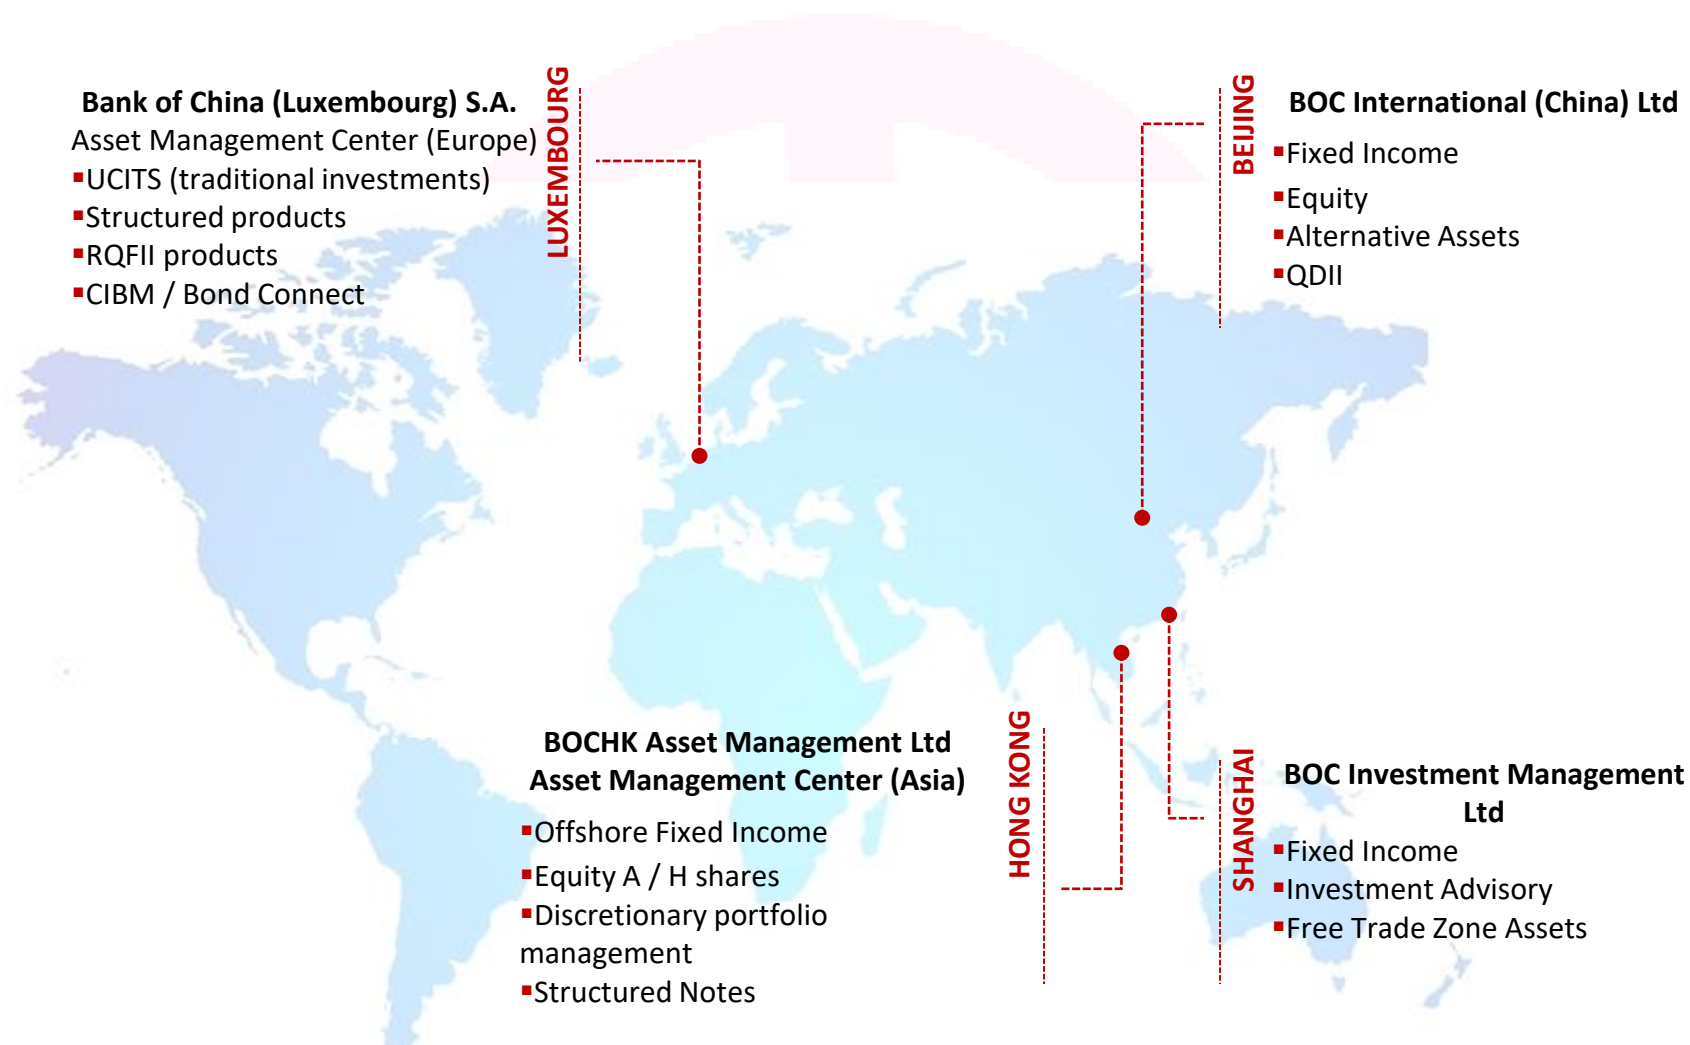 Bank of China (Luxembourg) S.A.
Asset Management Center (Europe)
▪UCITS (traditional investments)
▪Structured products
▪RQFII products
▪CIBM / Bond Connect
LUXEMBOURG
BEIJING
BOC International (China) Ltd
▪Fixed Income
▪Equity
▪Alternative Assets
▪QDII
BOCHK Asset Management Ltd
Asset Management Center (Asia)
▪Offshore Fixed Income
▪Equity A / H shares
▪Discretionary portfolio
management
▪Structured Notes
HONG KONG
SHANGHAI
BOC Investment Management
Ltd
▪Fixed Income
▪Investment Advisory
▪Free Trade Zone Assets